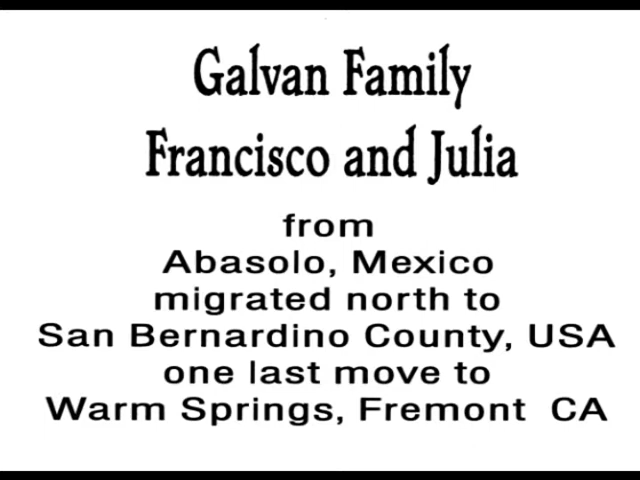 Galvan Family
Francisco and Julia
from
Abasolo, Mexico
migrated north to
San Bernardino County, USA
one last move to
Warm Springs, Fremont CA